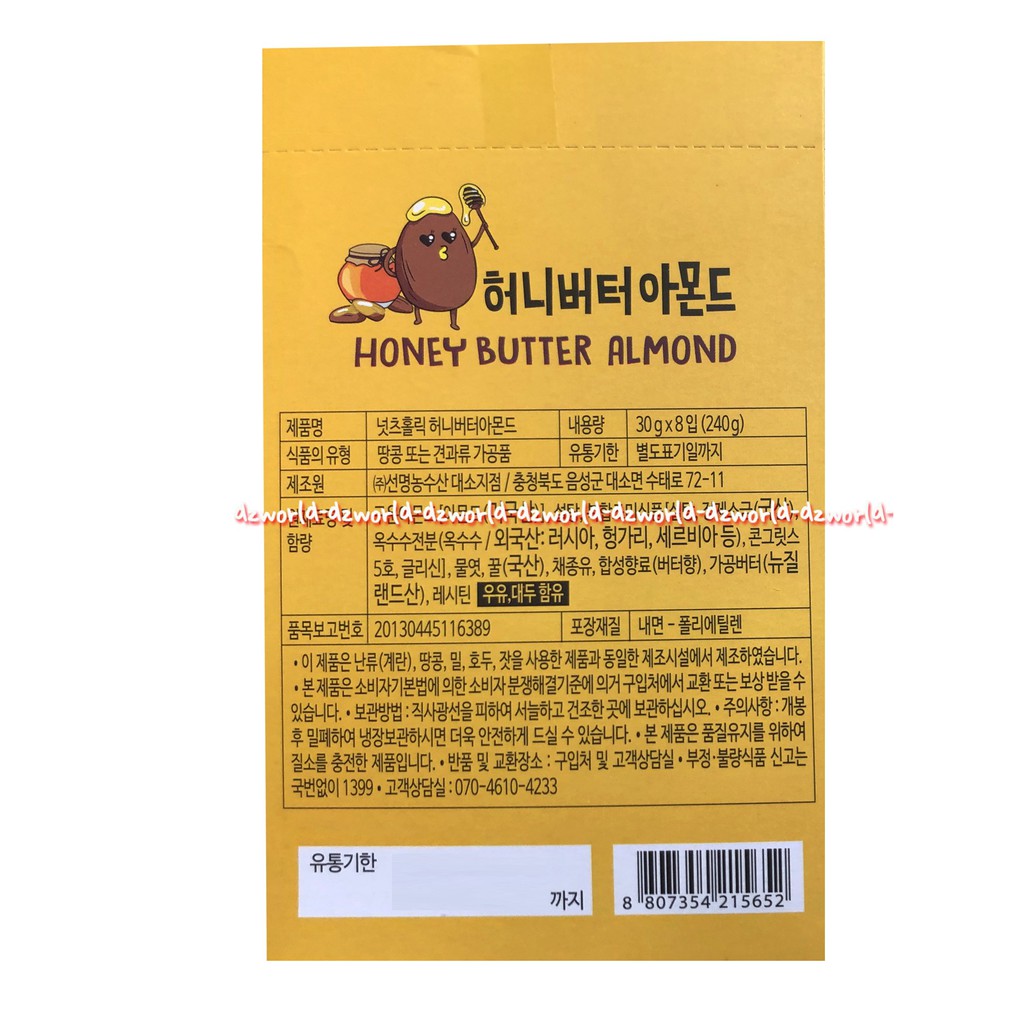 허니버터아몬드
HONEY BUTTER ALMOND
제품명 넛츠홀릭 허니버터아몬드 내용량 30g x 8입 (240g)
식품의 유형 땅콩 또는 견과류 가공품 유통기한 별도표기일까지
제조원 ㈜선명농수산 대소지점 / 충청북도 음성군 대소면 수태로 72-11
dzworld-dzworld-dzworld-dzworld-dzworld-dzworld-dzworld-
함량 옥수수전분(옥수수 / 외국산: 러시아, 헝가리, 세르비아 등), 콘그릿스
5호, 글리신], 물엿, 꿀(국산), 채종유, 합성향료(버터향), 가공버터(뉴질
랜드산), 레시틴 우유,대두 함유
품목보고번호 20130445116389 포장재질 내면 - 폴리에틸렌
• 이 제품은 난류(계란), 땅콩, 밀, 호두, 잣을 사용한 제품과 동일한 제조시설에서 제조하였습니다.
• 본 제품은 소비자기본법에 의한 소비자 분쟁해결기준에 의거 구입처에서 교환 또는 보상 받을 수
있습니다. • 보관방법 : 직사광선을 피하여 서늘하고 건조한 곳에 보관하십시오. • 주의사항 : 개봉
후 밀폐하여 냉장보관하시면 더욱 안전하게 드실 수 있습니다. • 본 제품은 품질유지를 위하여
질소를 충전한 제품입니다. • 반품 및 교환장소 : 구입처 및 고객상담실 • 부정·불량식품 신고는
국번없이 1399 • 고객상담실 : 070-4610-4233
유통기한
까지
8 807354 215652